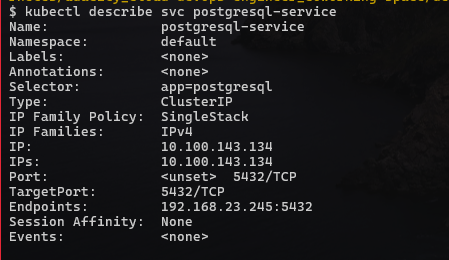 $ kubectl describe svc postgresql-service
Name:              postgresql-service
Namespace:         default
Labels:            <none>
Annotations:       <none>
Selector:          app=postgresql
Type:              ClusterIP
IP Family Policy:  SingleStack
IP Families:       IPv4
IP:                10.100.143.134
IPs:               10.100.143.134
Port:              <unset>  5432/TCP
TargetPort:        5432/TCP
Endpoints:         192.168.23.245:5432
Session Affinity:  None
Events:            <none>